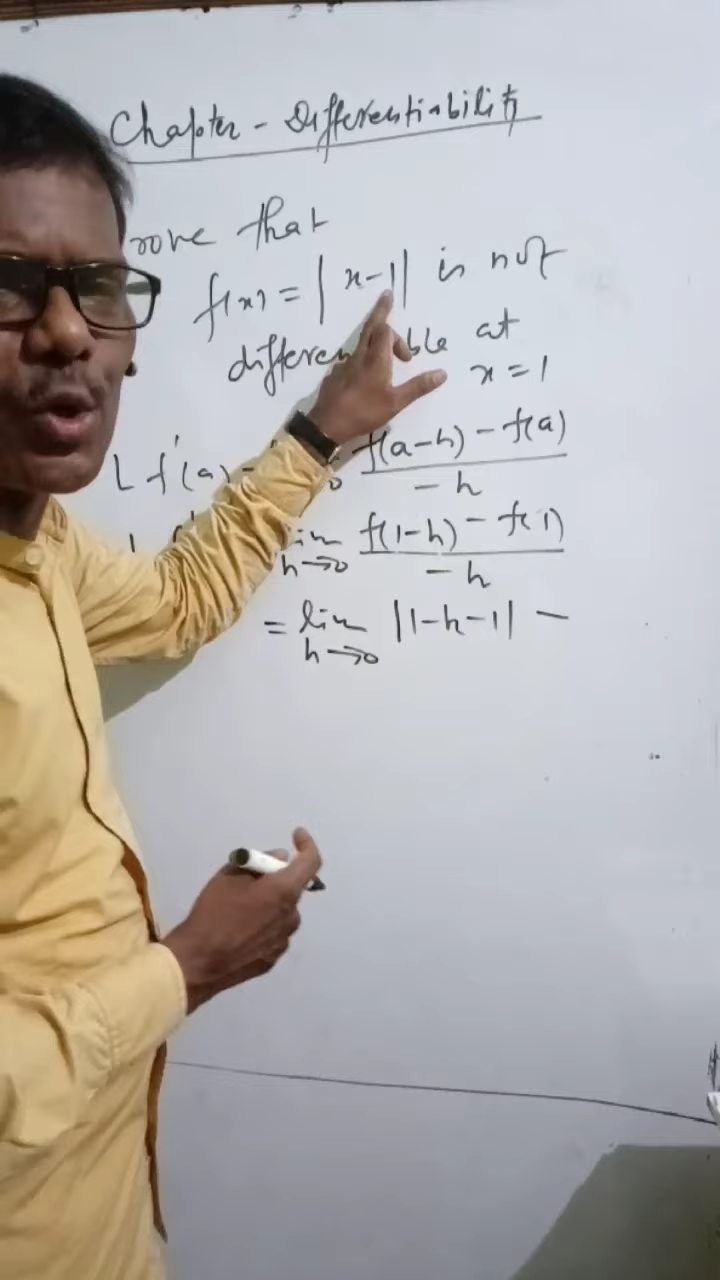 Chapter - Differentiability
rove that
f(x) = |x-1| is not
differen ble at
x = 1
L f'(a) f(a-h) - f(a)
- h
f(1-h) - f(1)
h→0 - h
= lim |1-h-1| -
h→0